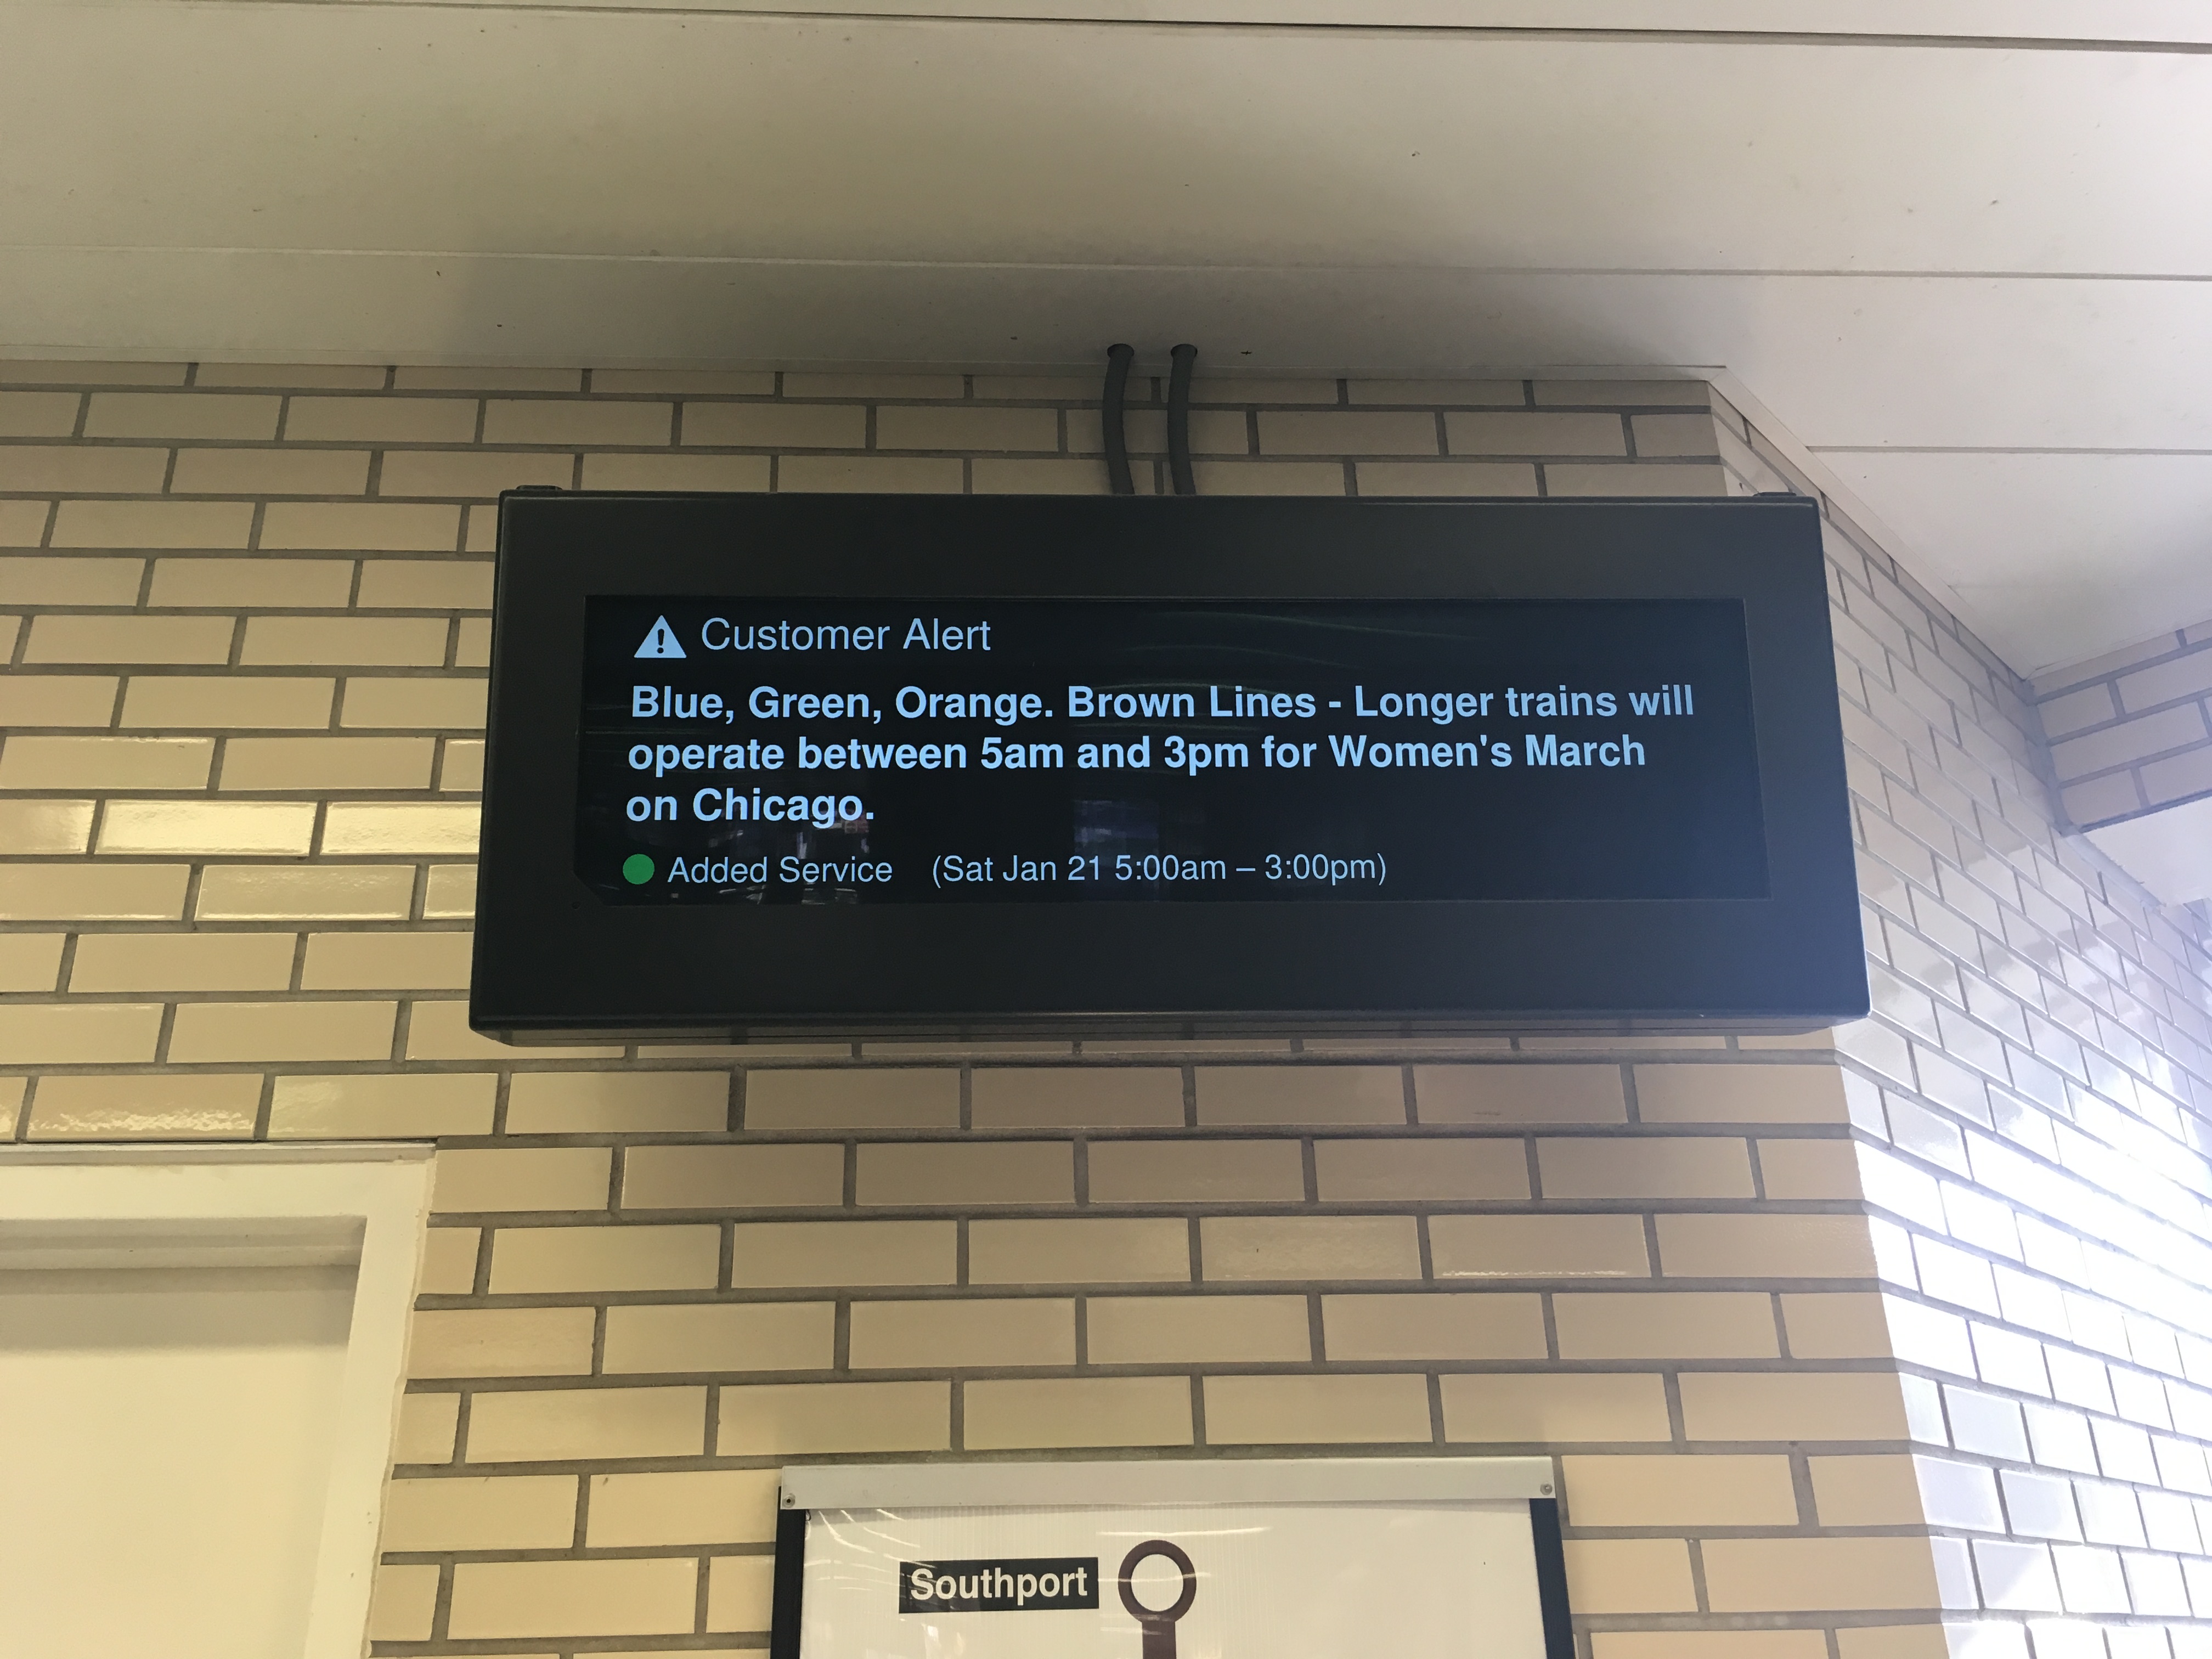 Customer Alert
Blue, Green, Orange. Brown Lines - Longer trains will
operate between 5am and 3pm for Women's March
on Chicago.
Added Service (Sat Jan 21 5:00am – 3:00pm)
Southport